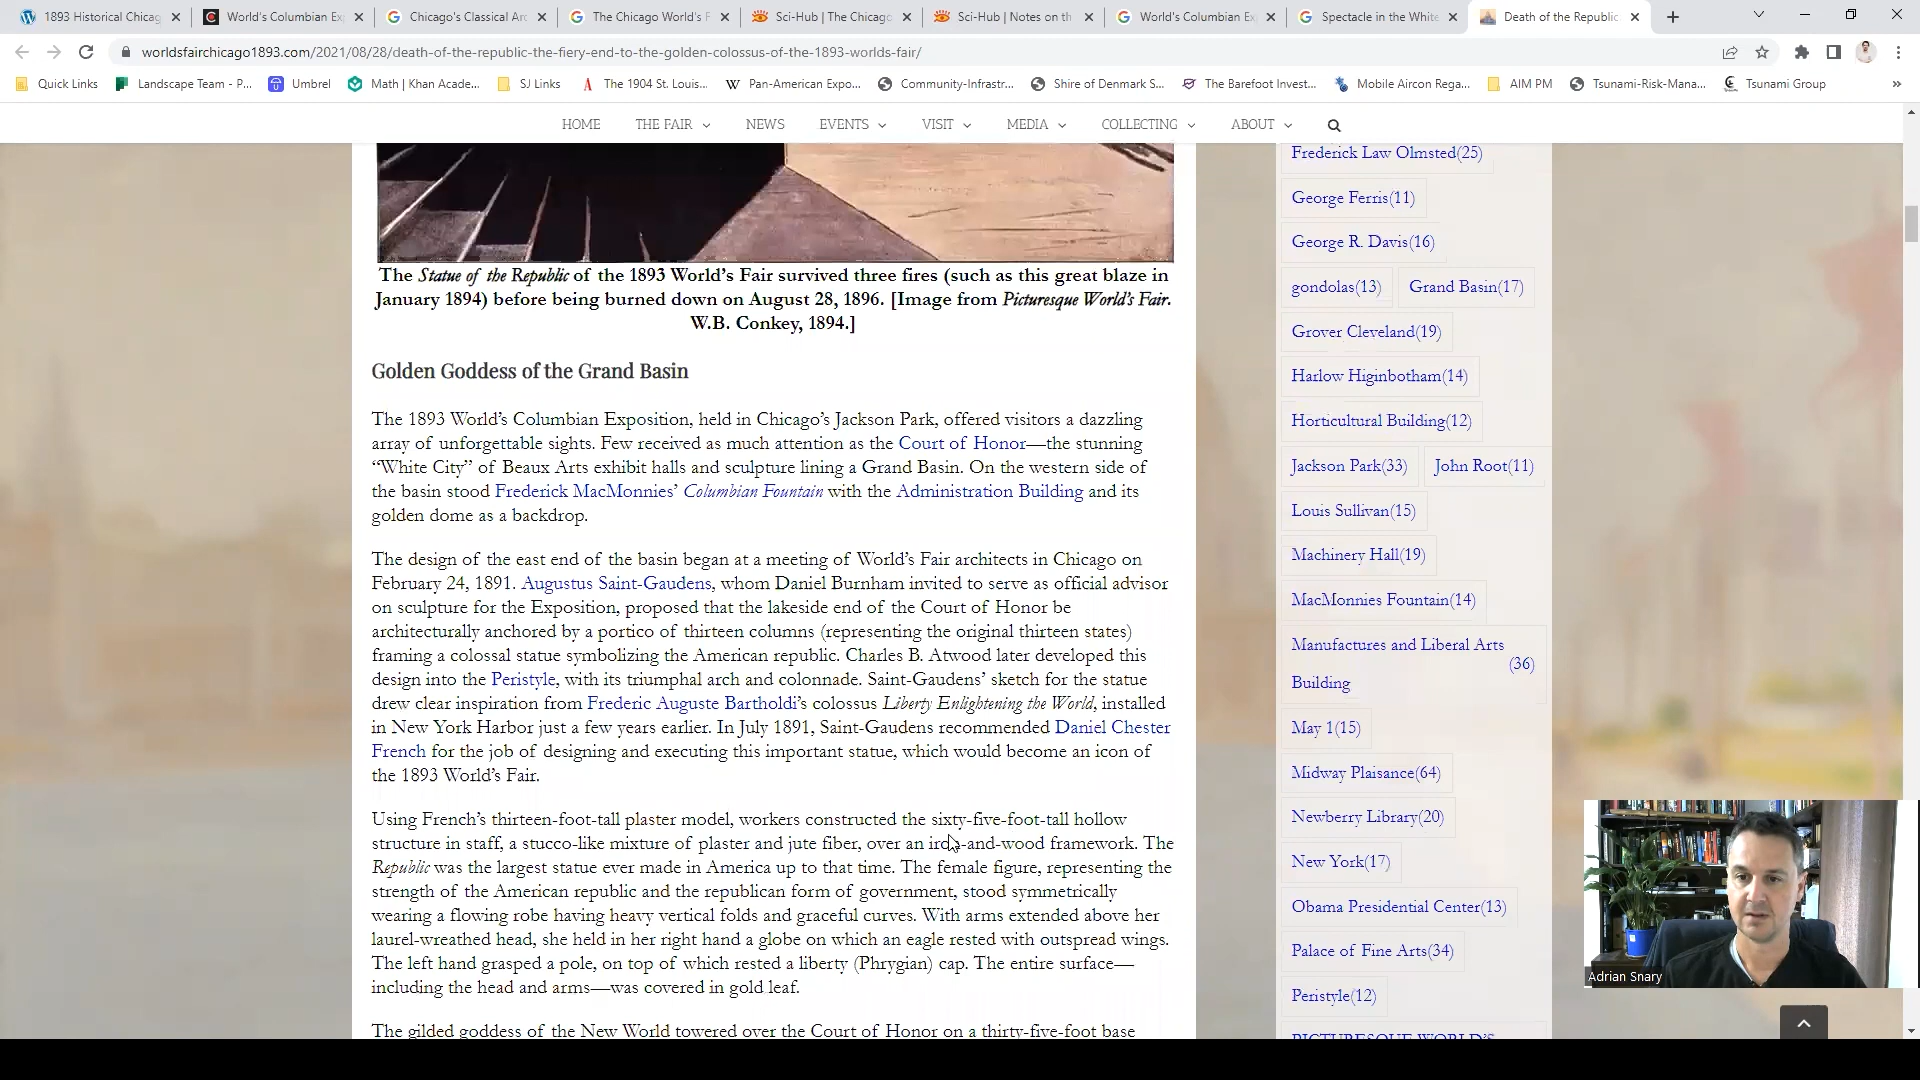 1893 Historical Chicag
World's Columbian Ex
Chicago's Classical Arc
The Chicago World's F
Sci-Hub | The Chicago
Sci-Hub | Notes on th
World's Columbian Ex
Spectacle in the White
Death of the Republic
worldsfairchicago1893.com/2021/08/28/death-of-the-republic-the-fiery-end-to-the-golden-colossus-of-the-1893-worlds-fair/
Quick Links
Landscape Team - P...
Umbrel
Math | Khan Acade...
SJ Links
The 1904 St. Louis...
Pan-American Expo...
Community-Infrastr...
Shire of Denmark S...
The Barefoot Invest...
Mobile Aircon Rega...
AIM PM
Tsunami-Risk-Mana...
Tsunami Group
HOME
THE FAIR
NEWS
EVENTS
VISIT
MEDIA
COLLECTING
ABOUT
The Statue of the Republic of the 1893 World's Fair survived three fires (such as this great blaze in
January 1894) before being burned down on August 28, 1896. [Image from Picturesque World's Fair.
W.B. Conkey, 1894.]
Golden Goddess of the Grand Basin
The 1893 World's Columbian Exposition, held in Chicago's Jackson Park, offered visitors a dazzling
array of unforgettable sights. Few received as much attention as the Court of Honor—the stunning
“White City” of Beaux Arts exhibit halls and sculpture lining a Grand Basin. On the western side of
the basin stood Frederick MacMonnies' Columbian Fountain with the Administration Building and its
golden dome as a backdrop.
The design of the east end of the basin began at a meeting of World's Fair architects in Chicago on
February 24, 1891. Augustus Saint-Gaudens, whom Daniel Burnham invited to serve as official advisor
on sculpture for the Exposition, proposed that the lakeside end of the Court of Honor be
architecturally anchored by a portico of thirteen columns (representing the original thirteen states)
framing a colossal statue symbolizing the American republic. Charles B. Atwood later developed this
design into the Peristyle, with its triumphal arch and colonnade. Saint-Gaudens' sketch for the statue
drew clear inspiration from Frederic Auguste Bartholdi's colossus Liberty Enlightening the World, installed
in New York Harbor just a few years earlier. In July 1891, Saint-Gaudens recommended Daniel Chester
French for the job of designing and executing this important statue, which would become an icon of
the 1893 World's Fair.
Using French's thirteen-foot-tall plaster model, workers constructed the sixty-five-foot-tall hollow
structure in staff, a stucco-like mixture of plaster and jute fiber, over an iron-and-wood framework. The
Republic was the largest statue ever made in America up to that time. The female figure, representing the
strength of the American republic and the republican form of government, stood symmetrically
wearing a flowing robe having heavy vertical folds and graceful curves. With arms extended above her
laurel-wreathed head, she held in her right hand a globe on which an eagle rested with outspread wings.
The left hand grasped a pole, on top of which rested a liberty (Phrygian) cap. The entire surface—
including the head and arms—was covered in gold leaf.
The gilded goddess of the New World towered over the Court of Honor on a thirty-five-foot base
Frederick Law Olmsted(25)
George Ferris(11)
George R. Davis(16)
gondolas(13)
Grand Basin(17)
Grover Cleveland(19)
Harlow Higinbotham(14)
Horticultural Building(12)
Jackson Park(33)
John Root(11)
Louis Sullivan(15)
Machinery Hall(19)
MacMonnies Fountain(14)
Manufactures and Liberal Arts
Building
(36)
May 1(15)
Midway Plaisance(64)
Newberry Library(20)
New York(17)
Obama Presidential Center(13)
Palace of Fine Arts(34)
Peristyle(12)
PICTURESQUE WORLD'S
Adrian Snary